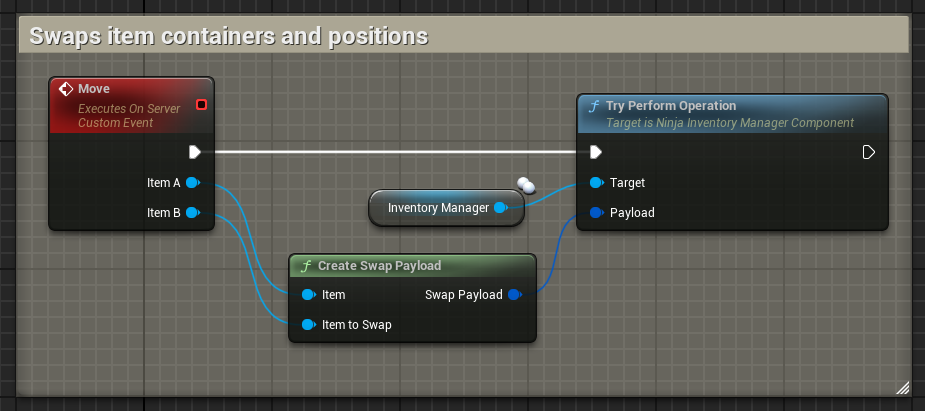 Swaps item containers and positions
Move
Executes On Server
Custom Event
Item A
Item B
Inventory Manager
f Create Swap Payload
Item
Swap Payload
Item to Swap
f Try Perform Operation
Target is Ninja Inventory Manager Component
Target
Payload